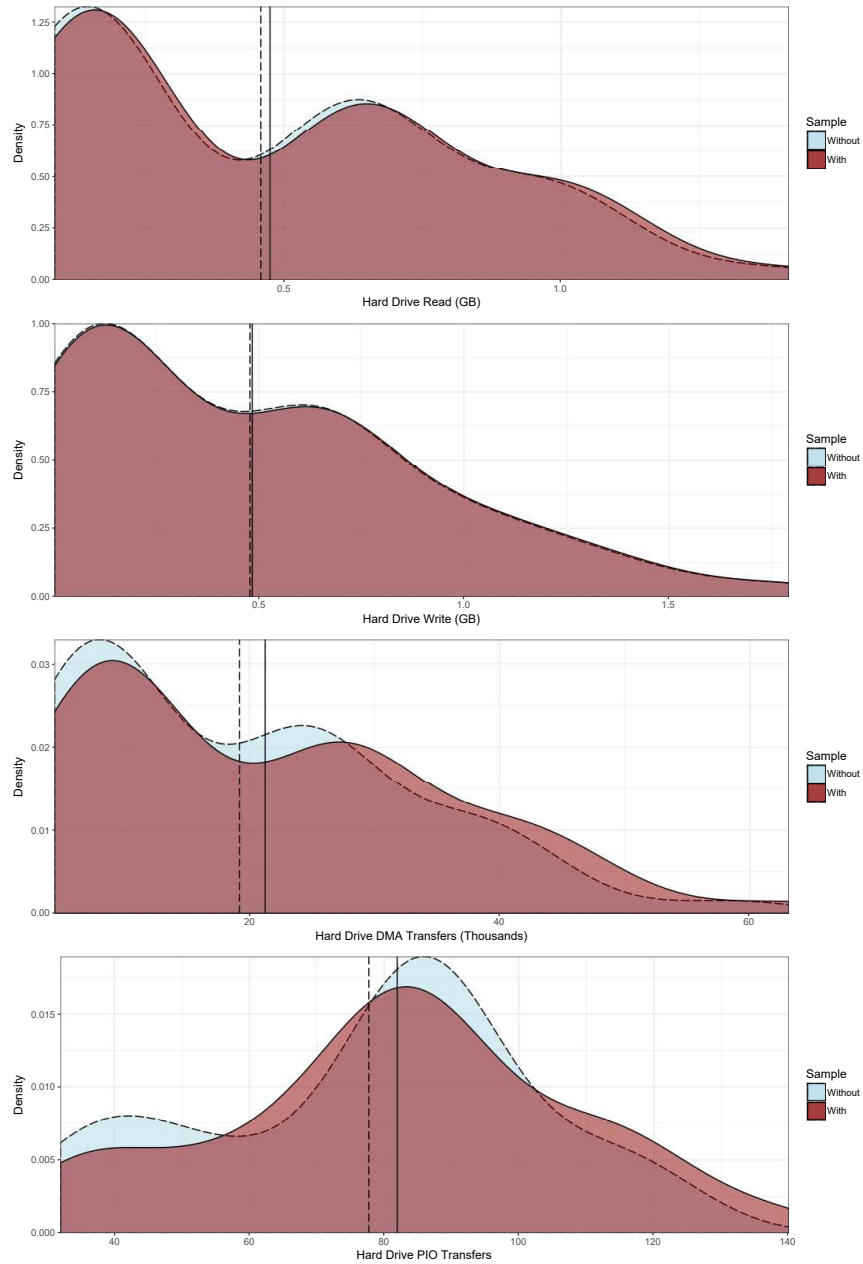 1.25
1.00
0.75
0.50
0.25
0.00
Density
0.5
1.0
Hard Drive Read (GB)
Sample
Without
With
1.00
0.75
0.50
0.25
0.00
Density
0.5
1.0
1.5
Hard Drive Write (GB)
Sample
Without
With
0.03
0.02
0.01
0.00
Density
20
40
60
Hard Drive DMA Transfers (Thousands)
Sample
Without
With
0.015
0.010
0.005
0.000
Density
40
60
80
100
120
140
Hard Drive PIO Transfers
Sample
Without
With